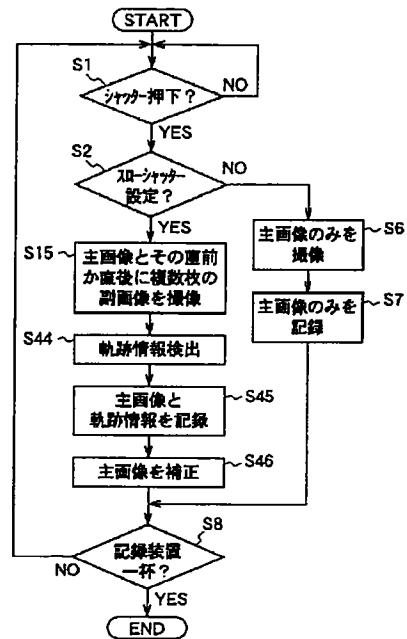 START
S1
シャッター押下?
NO
YES
S2
スローシャッター
設定?
NO
YES
S15
主画像とその直前
か直後に複数枚の
副画像を撮像
S6
主画像のみを
撮像
S7
主画像のみを
記録
S44
軌跡情報検出
S45
主画像と
軌跡情報を記録
S46
主画像を補正
S8
記録装置
一杯?
NO
YES
END